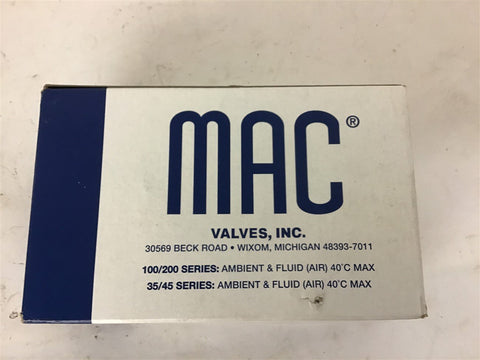 MAC®
VALVES, INC.
30569 BECK ROAD • WIXOM, MICHIGAN 48393-7011
100/200 SERIES: AMBIENT & FLUID (AIR) 40°C MAX
35/45 SERIES: AMBIENT & FLUID (AIR) 40°C MAX